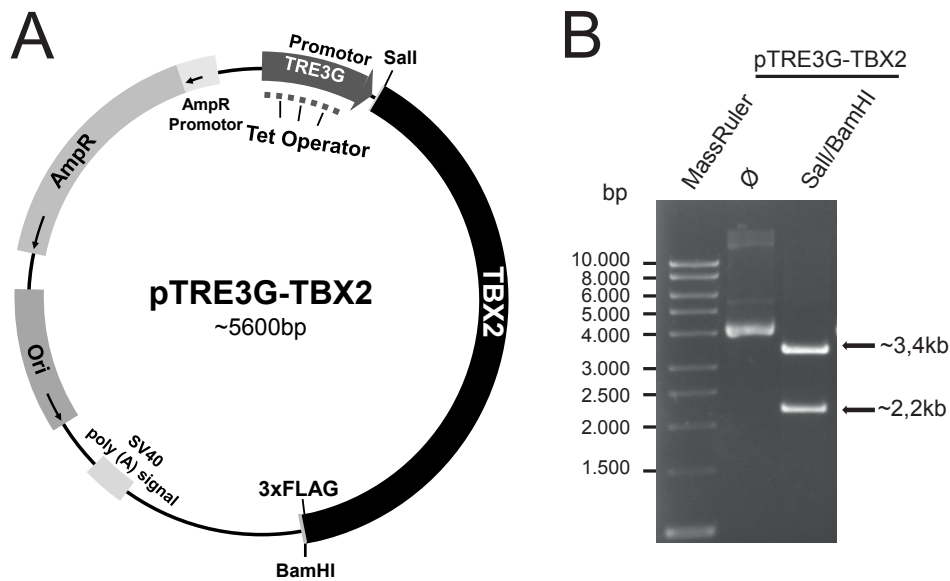 A
Promotor
TRE3G
SalI
AmpR
Promotor
Tet Operator
AmpR
pTRE3G-TBX2
~5600bp
TBX2
Ori
SV40
poly (A) signal
3xFLAG
BamHI
B
pTRE3G-TBX2
MassRuler
Ø
SalI/BamHI
bp
10.000
8.000
6.000
5.000
4.000
3.000
2.500
2.000
1.500
~3,4kb
~2,2kb